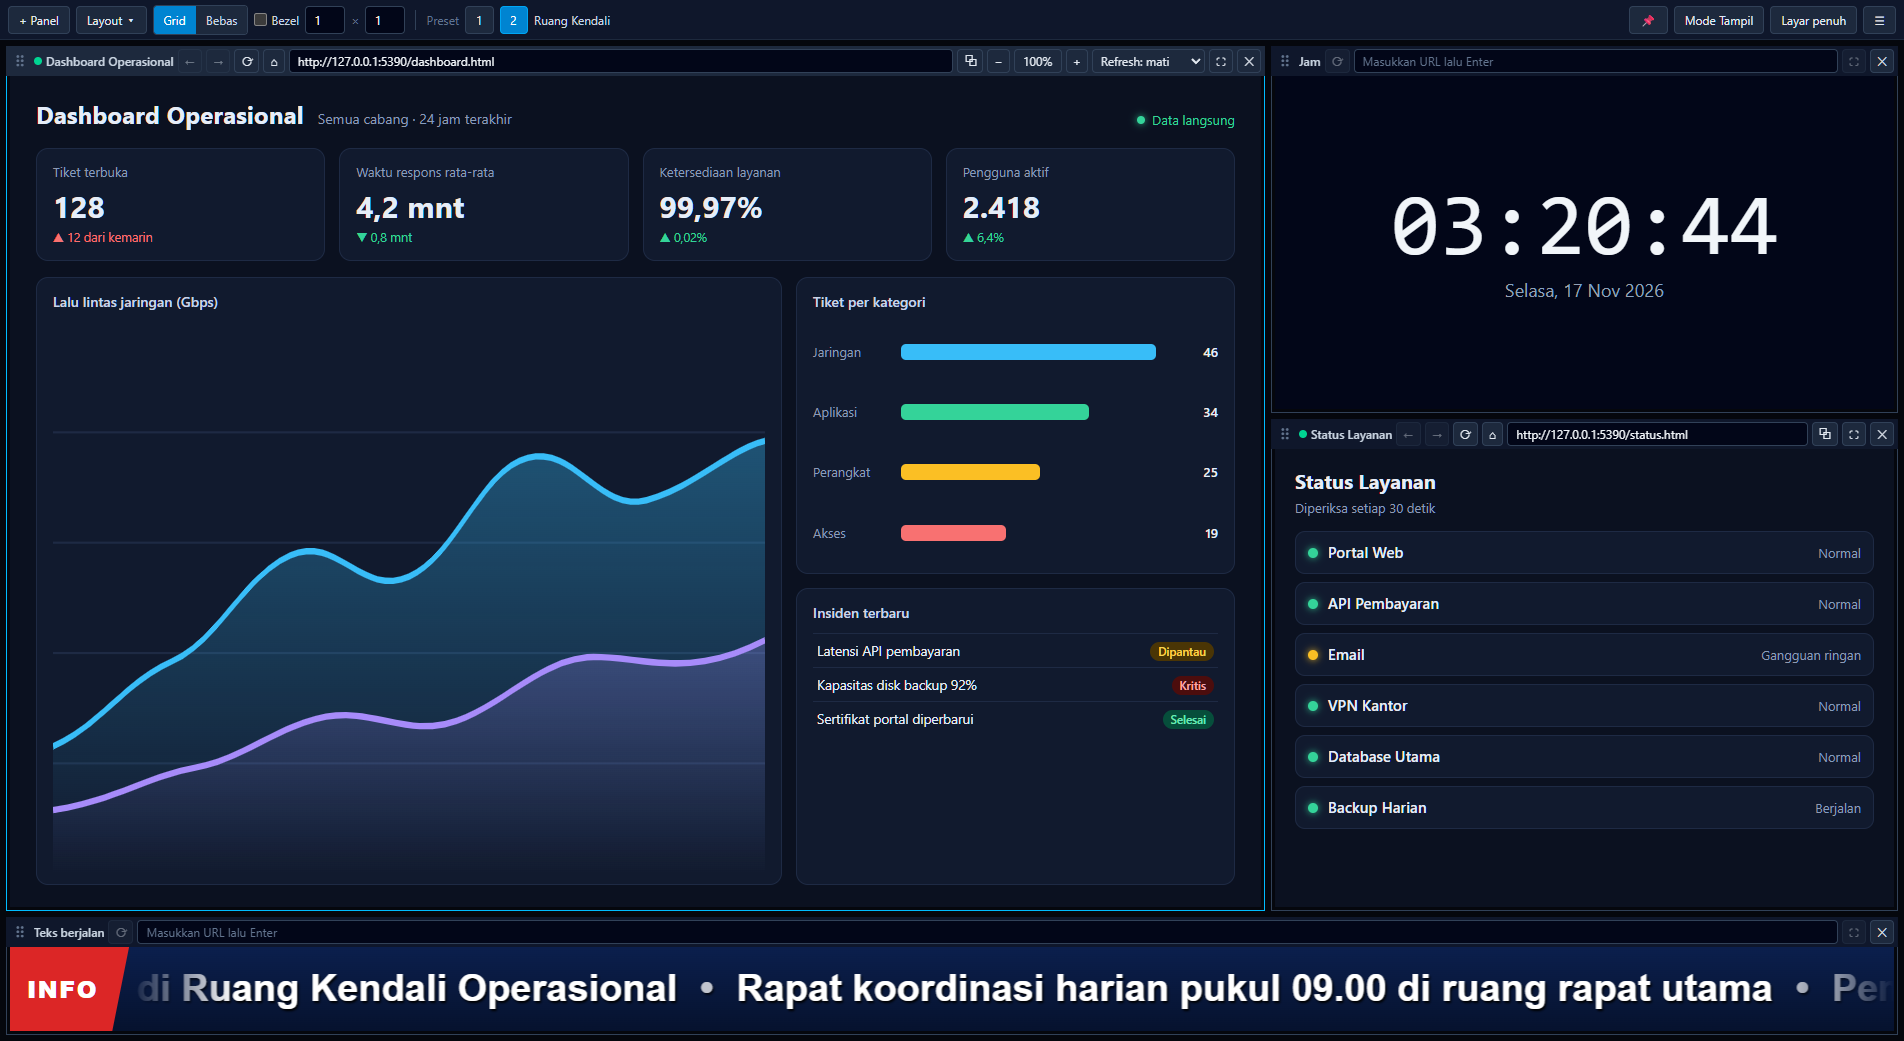 + Panel
Layout
Grid
Bebas
Bezel
1
×
1
Preset
1
2
Ruang Kendali
Mode Tampil
Layar penuh
Dashboard Operasional
http://127.0.0.1:5390/dashboard.html
−
100%
+
Refresh: mati
Dashboard Operasional
Semua cabang · 24 jam terakhir
Data langsung
Tiket terbuka
128
▲ 12 dari kemarin
Waktu respons rata-rata
4,2 mnt
▼ 0,8 mnt
Ketersediaan layanan
99,97%
▲ 0,02%
Pengguna aktif
2.418
▲ 6,4%
Lalu lintas jaringan (Gbps)
Tiket per kategori
Jaringan
46
Aplikasi
34
Perangkat
25
Akses
19
Insiden terbaru
Latensi API pembayaran
Dipantau
Kapasitas disk backup 92%
Kritis
Sertifikat portal diperbarui
Selesai
Jam
Masukkan URL lalu Enter
03:20:44
Selasa, 17 Nov 2026
Status Layanan
http://127.0.0.1:5390/status.html
Status Layanan
Diperiksa setiap 30 detik
Portal Web
Normal
API Pembayaran
Normal
Email
Gangguan ringan
VPN Kantor
Normal
Database Utama
Normal
Backup Harian
Berjalan
Teks berjalan
Masukkan URL lalu Enter
INFO
di Ruang Kendali Operasional • Rapat koordinasi harian pukul 09.00 di ruang rapat utama •